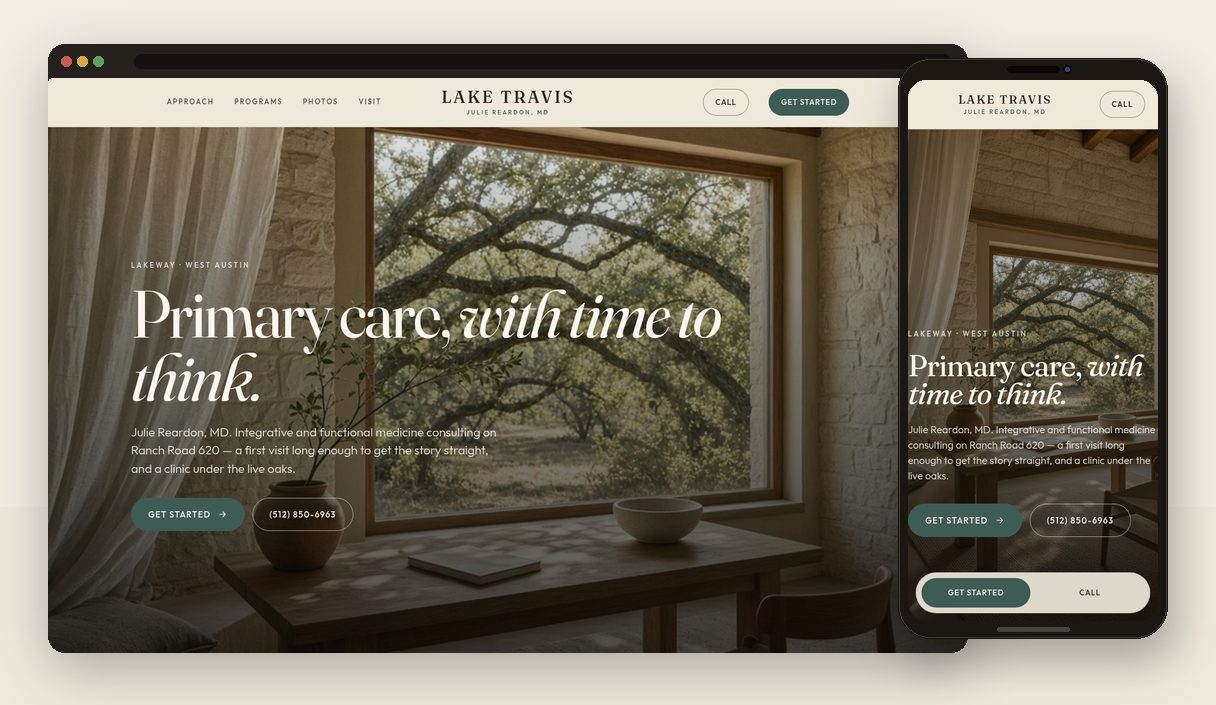 APPROACH PROGRAMS PHOTOS VISIT
LAKE TRAVIS
JULIE REARDON, MD
CALL
GET STARTED
LAKEWAY · WEST AUSTIN
Primary care, with time to
think.
Julie Reardon, MD. Integrative and functional medicine consulting on
Ranch Road 620 — a first visit long enough to get the story straight,
and a clinic under the live oaks.
GET STARTED →
(512) 850-6963
LAKE TRAVIS
JULIE REARDON, MD
CALL
LAKEWAY · WEST AUSTIN
Primary care, with
time to think.
Julie Reardon, MD. Integrative and functional medicine
consulting on Ranch Road 620 — a first visit long
enough to get the story straight, and a clinic under the
live oaks.
GET STARTED →
(512) 850-6963
GET STARTED
CALL